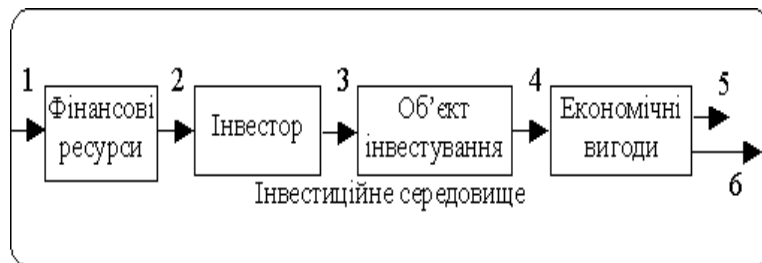 1
Фінансові
ресурси
2
Інвестор
3
Об’єкт
інвестування
4
Економічні
вигоди
5
6
Інвестиційне середовище